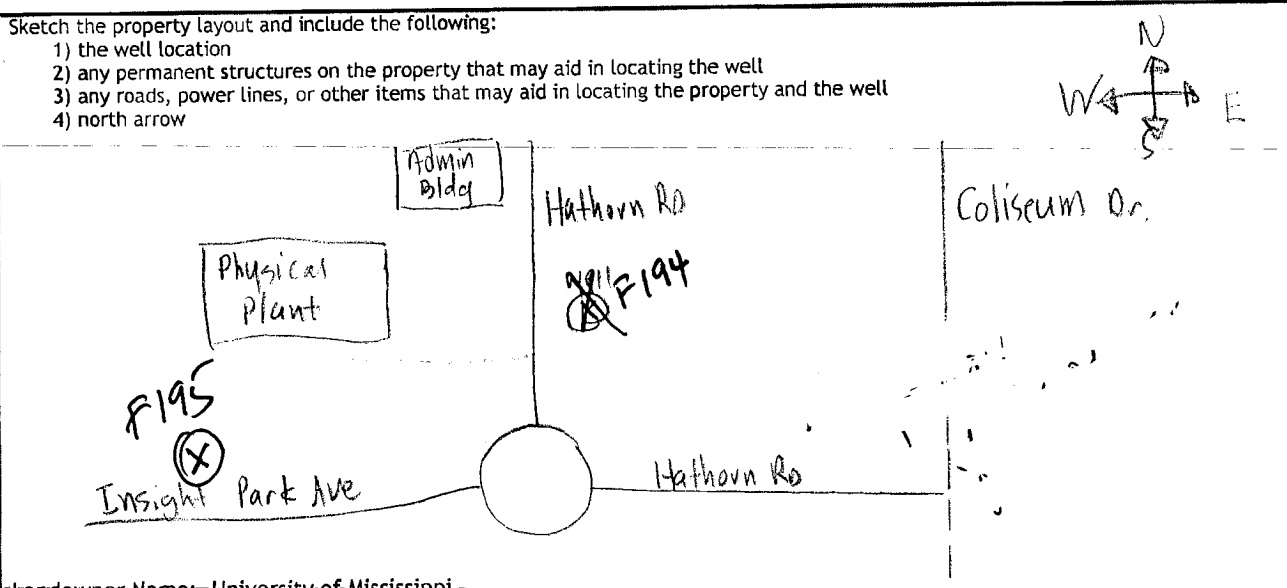 Sketch the property layout and include the following:
1) the well location
2) any permanent structures on the property that may aid in locating the well
3) any roads, power lines, or other items that may aid in locating the property and the well
4) north arrow
N
W
E
S
Admin
Bldg
Hathorn RD
Coliseum Dr.
Physical
Plant
F194
F195
X
Insight Park Ave
Hathorn RD
Name: University of Mississippi